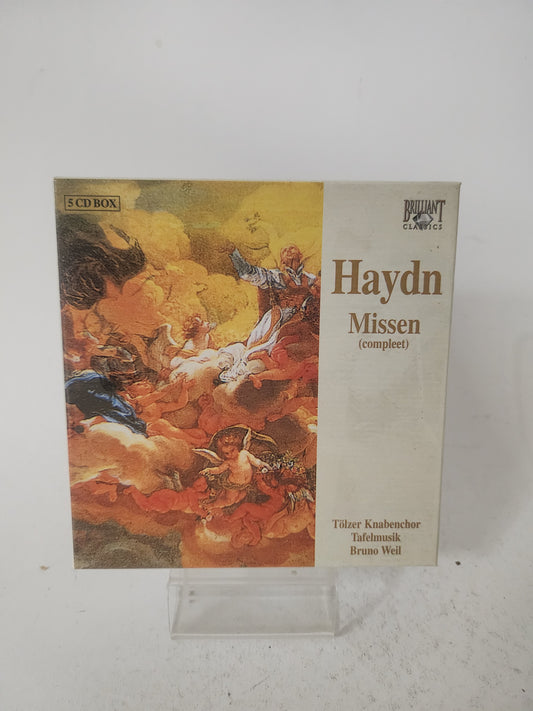 5 CD BOX
BRILLIANT
CLASSICS
Haydn
Missen
(compleet)
Tölzer Knabenchor
Tafelmusik
Bruno Weil